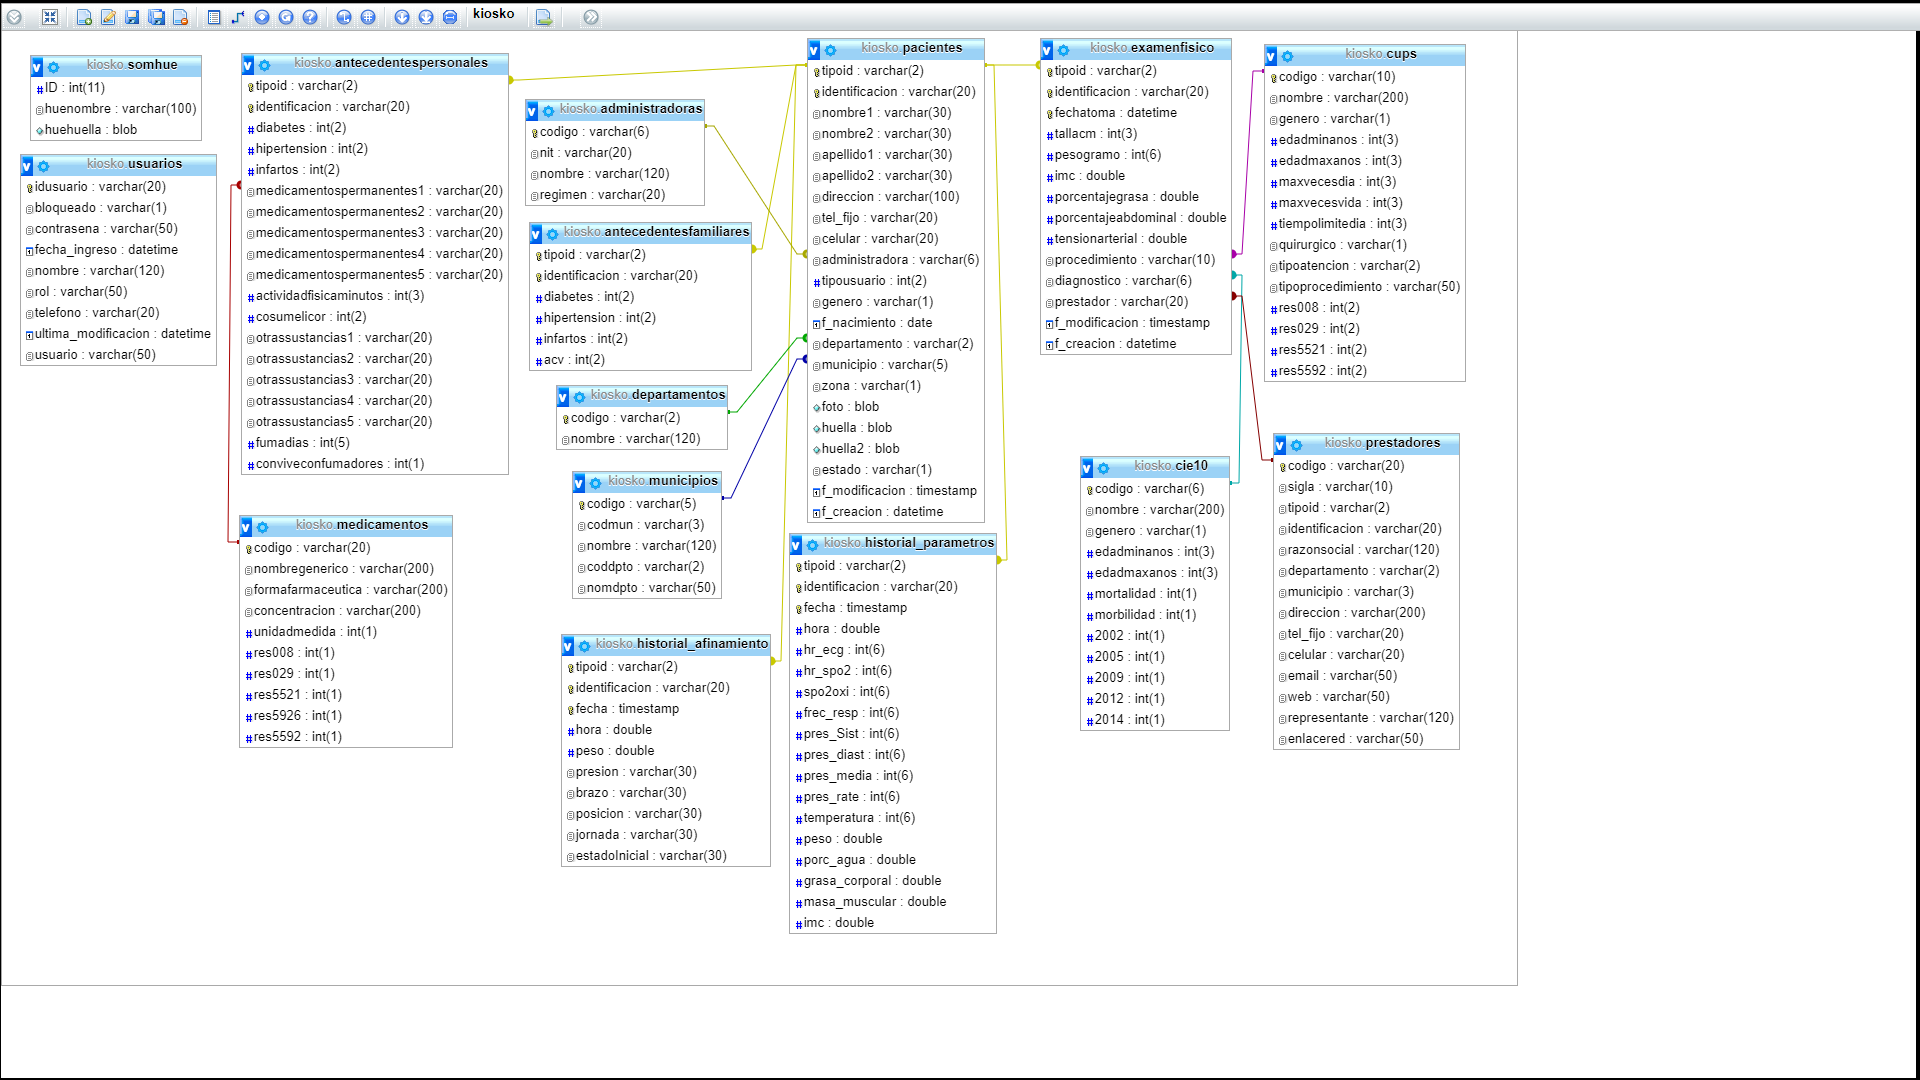 kiosko
kiosko.somhue
ID : int(11)
huenombre : varchar(100)
huehuella : blob
kiosko.usuarios
idusuario : varchar(20)
bloqueado : varchar(1)
contrasena : varchar(50)
fecha_ingreso : datetime
nombre : varchar(120)
rol : varchar(50)
telefono : varchar(20)
ultima_modificacion : datetime
usuario : varchar(50)
kiosko.antecedentespersonales
tipoid : varchar(2)
identificacion : varchar(20)
diabetes : int(2)
hipertension : int(2)
infartos : int(2)
medicamentospermanentes1 : varchar(20)
medicamentospermanentes2 : varchar(20)
medicamentospermanentes3 : varchar(20)
medicamentospermanentes4 : varchar(20)
medicamentospermanentes5 : varchar(20)
actividadfisicaminutos : int(3)
cosumelicor : int(2)
otrassustancias1 : varchar(20)
otrassustancias2 : varchar(20)
otrassustancias3 : varchar(20)
otrassustancias4 : varchar(20)
otrassustancias5 : varchar(20)
fumadias : int(5)
conviveconfumadores : int(1)
kiosko.medicamentos
codigo : varchar(20)
nombregenerico : varchar(200)
formafarmaceutica : varchar(200)
concentracion : varchar(200)
unidadmedida : int(1)
res008 : int(1)
res029 : int(1)
res5521 : int(1)
res5926 : int(1)
res5592 : int(1)
kiosko.administradoras
codigo : varchar(6)
nit : varchar(20)
nombre : varchar(120)
regimen : varchar(20)
kiosko.antecedentesfamiliares
tipoid : varchar(2)
identificacion : varchar(20)
diabetes : int(2)
hipertension : int(2)
infartos : int(2)
acv : int(2)
kiosko.departamentos
codigo : varchar(2)
nombre : varchar(120)
kiosko.municipios
codigo : varchar(5)
codmun : varchar(3)
nombre : varchar(120)
coddpto : varchar(2)
nomdpto : varchar(50)
kiosko.historial_afinamiento
tipoid : varchar(2)
identificacion : varchar(20)
fecha : timestamp
hora : double
peso : double
presion : varchar(30)
brazo : varchar(30)
posicion : varchar(30)
jornada : varchar(30)
estadoInicial : varchar(30)
kiosko.pacientes
tipoid : varchar(2)
identificacion : varchar(20)
nombre1 : varchar(30)
nombre2 : varchar(30)
apellido1 : varchar(30)
apellido2 : varchar(30)
direccion : varchar(100)
tel_fijo : varchar(20)
celular : varchar(20)
administradora : varchar(6)
tipousuario : int(2)
genero : varchar(1)
f_nacimiento : date
departamento : varchar(2)
municipio : varchar(5)
zona : varchar(1)
foto : blob
huella : blob
huella2 : blob
estado : varchar(1)
f_modificacion : timestamp
f_creacion : datetime
kiosko.historial_parametros
tipoid : varchar(2)
identificacion : varchar(20)
fecha : timestamp
hora : double
hr_ecg : int(6)
hr_spo2 : int(6)
spo2oxi : int(6)
frec_resp : int(6)
pres_Sist : int(6)
pres_diast : int(6)
pres_media : int(6)
pres_rate : int(6)
temperatura : int(6)
peso : double
porc_agua : double
grasa_corporal : double
masa_muscular : double
imc : double
kiosko.examenfisico
tipoid : varchar(2)
identificacion : varchar(20)
fechatoma : datetime
tallacm : int(3)
pesogramo : int(6)
imc : double
porcentajegrasa : double
porcentajeabdominal : double
tensionarterial : double
procedimiento : varchar(10)
diagnostico : varchar(6)
prestador : varchar(20)
f_modificacion : timestamp
f_creacion : datetime
kiosko.cie10
codigo : varchar(6)
nombre : varchar(200)
genero : varchar(1)
edadminanos : int(3)
edadmaxanos : int(3)
mortalidad : int(1)
morbilidad : int(1)
2002 : int(1)
2005 : int(1)
2009 : int(1)
2012 : int(1)
2014 : int(1)
kiosko.cups
codigo : varchar(10)
nombre : varchar(200)
genero : varchar(1)
edadminanos : int(3)
edadmaxanos : int(3)
maxvecesdia : int(3)
maxvecesvida : int(3)
tiempolimitedia : int(3)
quirurgico : varchar(1)
tipoatencion : varchar(2)
tipoprocedimiento : varchar(50)
res008 : int(2)
res029 : int(2)
res5521 : int(2)
res5592 : int(2)
kiosko.prestadores
codigo : varchar(20)
sigla : varchar(10)
tipoid : varchar(2)
identificacion : varchar(20)
razonsocial : varchar(120)
departamento : varchar(2)
municipio : varchar(3)
direccion : varchar(200)
tel_fijo : varchar(20)
celular : varchar(20)
email : varchar(50)
web : varchar(50)
representante : varchar(120)
enlacered : varchar(50)